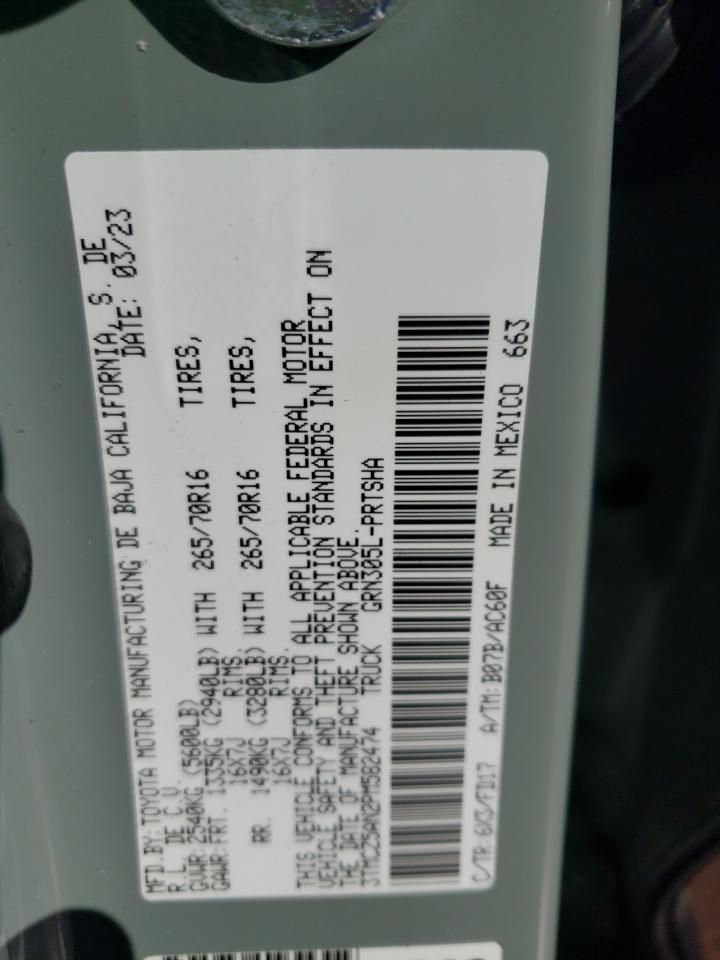 MFD.BY: TOYOTA MOTOR MANUFACTURING DE BAJA CALIFORNIA, S. DE
R.L. DE C.V. DATE: 03/23
GVWR: 2540KG (5600LB)
GAWR: FRT. 1335KG (2940LB) WITH 265/70R16 TIRES,
16X7J RIMS.
RR. 1490KG (3280LB) WITH 265/70R16 TIRES,
16X7J RIMS.
THIS VEHICLE CONFORMS TO ALL APPLICABLE FEDERAL MOTOR
VEHICLE SAFETY AND THEFT PREVENTION STANDARDS IN EFFECT ON
THE DATE OF MANUFACTURE SHOWN ABOVE.
3TMCZ5AN2PM582474 TRUCK GRN305L-PRTSHA
C/TR: 6X3/FD17 A/TM: B07B/AC60F MADE IN MEXICO 663